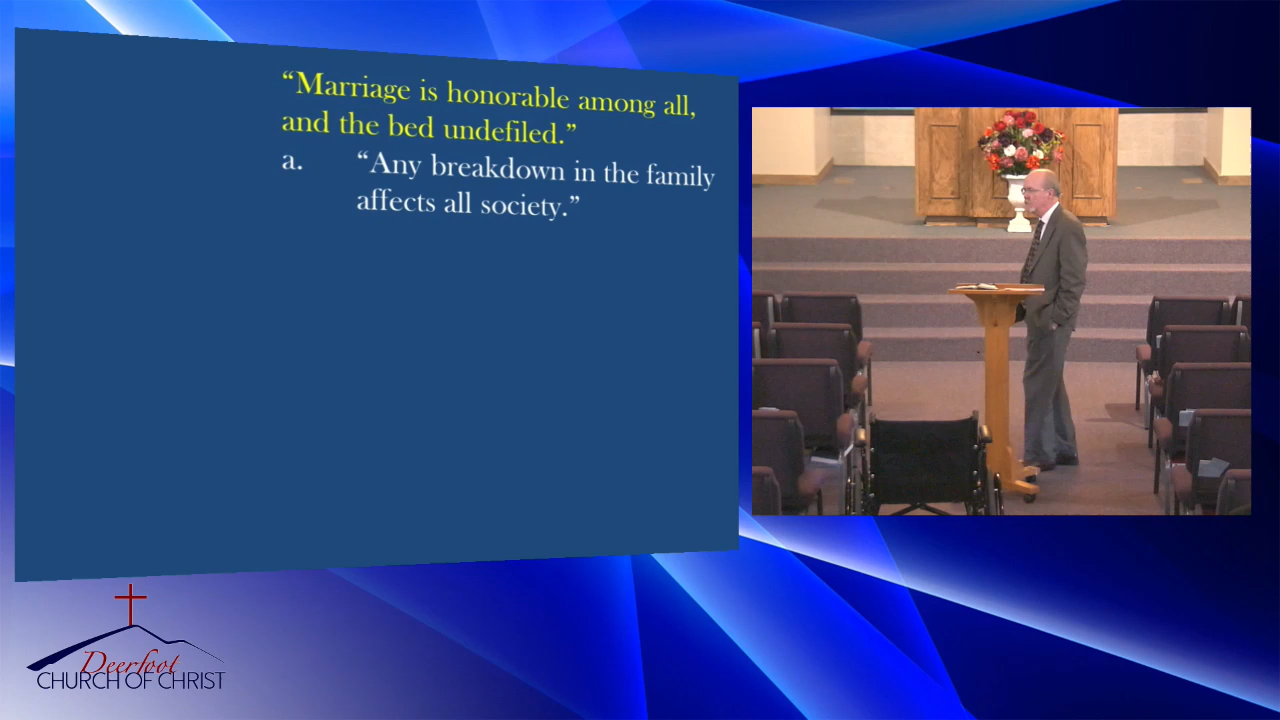 “Marriage is honorable among all,
and the bed undefiled.”
a. “Any breakdown in the family
affects all society.”
Deerfoot
CHURCH OF CHRIST